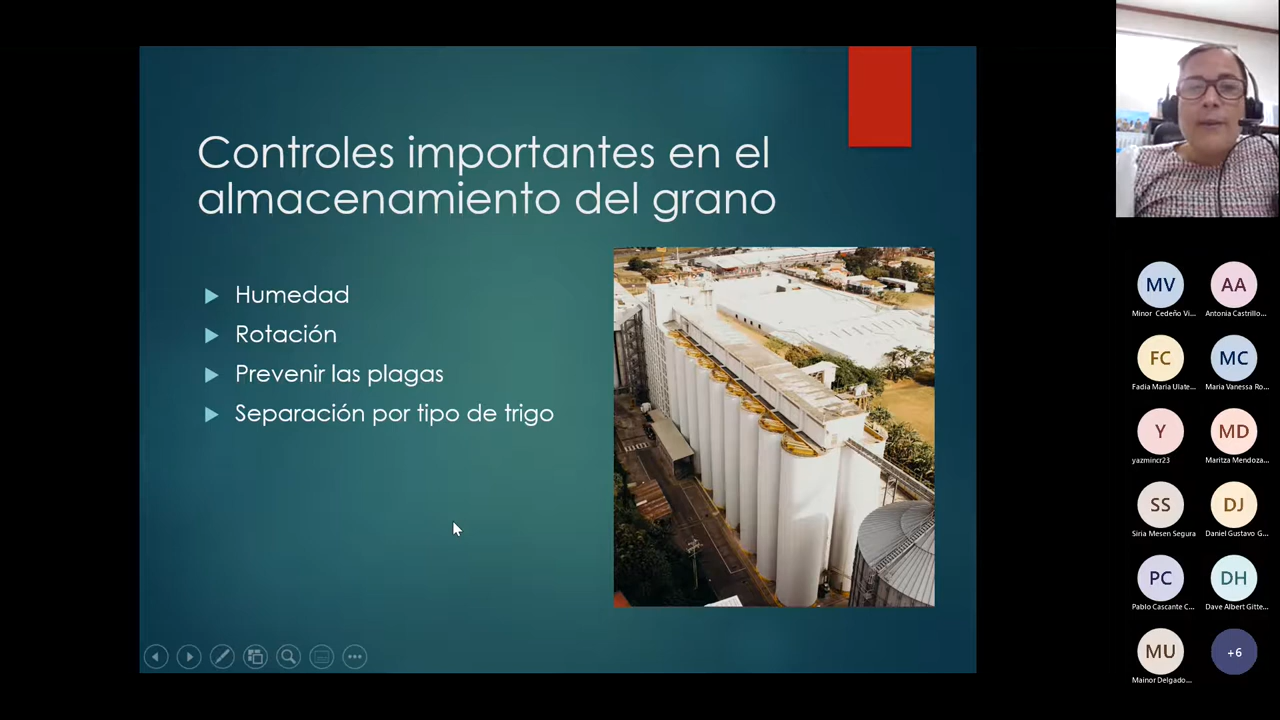 Controles importantes en el
almacenamiento del grano
Humedad
Rotación
Prevenir las plagas
Separación por tipo de trigo
MV
AA
Minor Cedeño Vi...
Antonia Castrillo...
FC
MC
Fadia Maria Ulate...
Maria Vanessa Ro...
Y
MD
yazmincr23
Maritza Mendoza...
SS
DJ
Siria Mesen Segura
Daniel Gustavo G...
PC
DH
Pablo Cascante C...
Dave Albert Gitte...
MU
+6
Mainor Delgado...